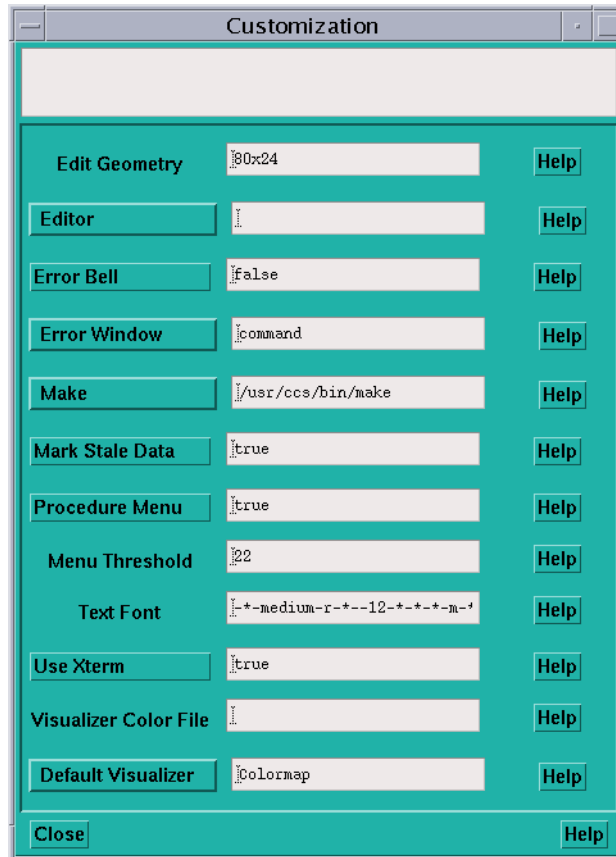 Customization
Edit Geometry 80x24 Help
Editor Help
Error Bell false Help
Error Window command Help
Make /usr/ccs/bin/make Help
Mark Stale Data true Help
Procedure Menu true Help
Menu Threshold 22 Help
Text Font -*-medium-r-*--12-*-*-*-m-* Help
Use Xterm true Help
Visualizer Color File Help
Default Visualizer Colormap Help
Close Help